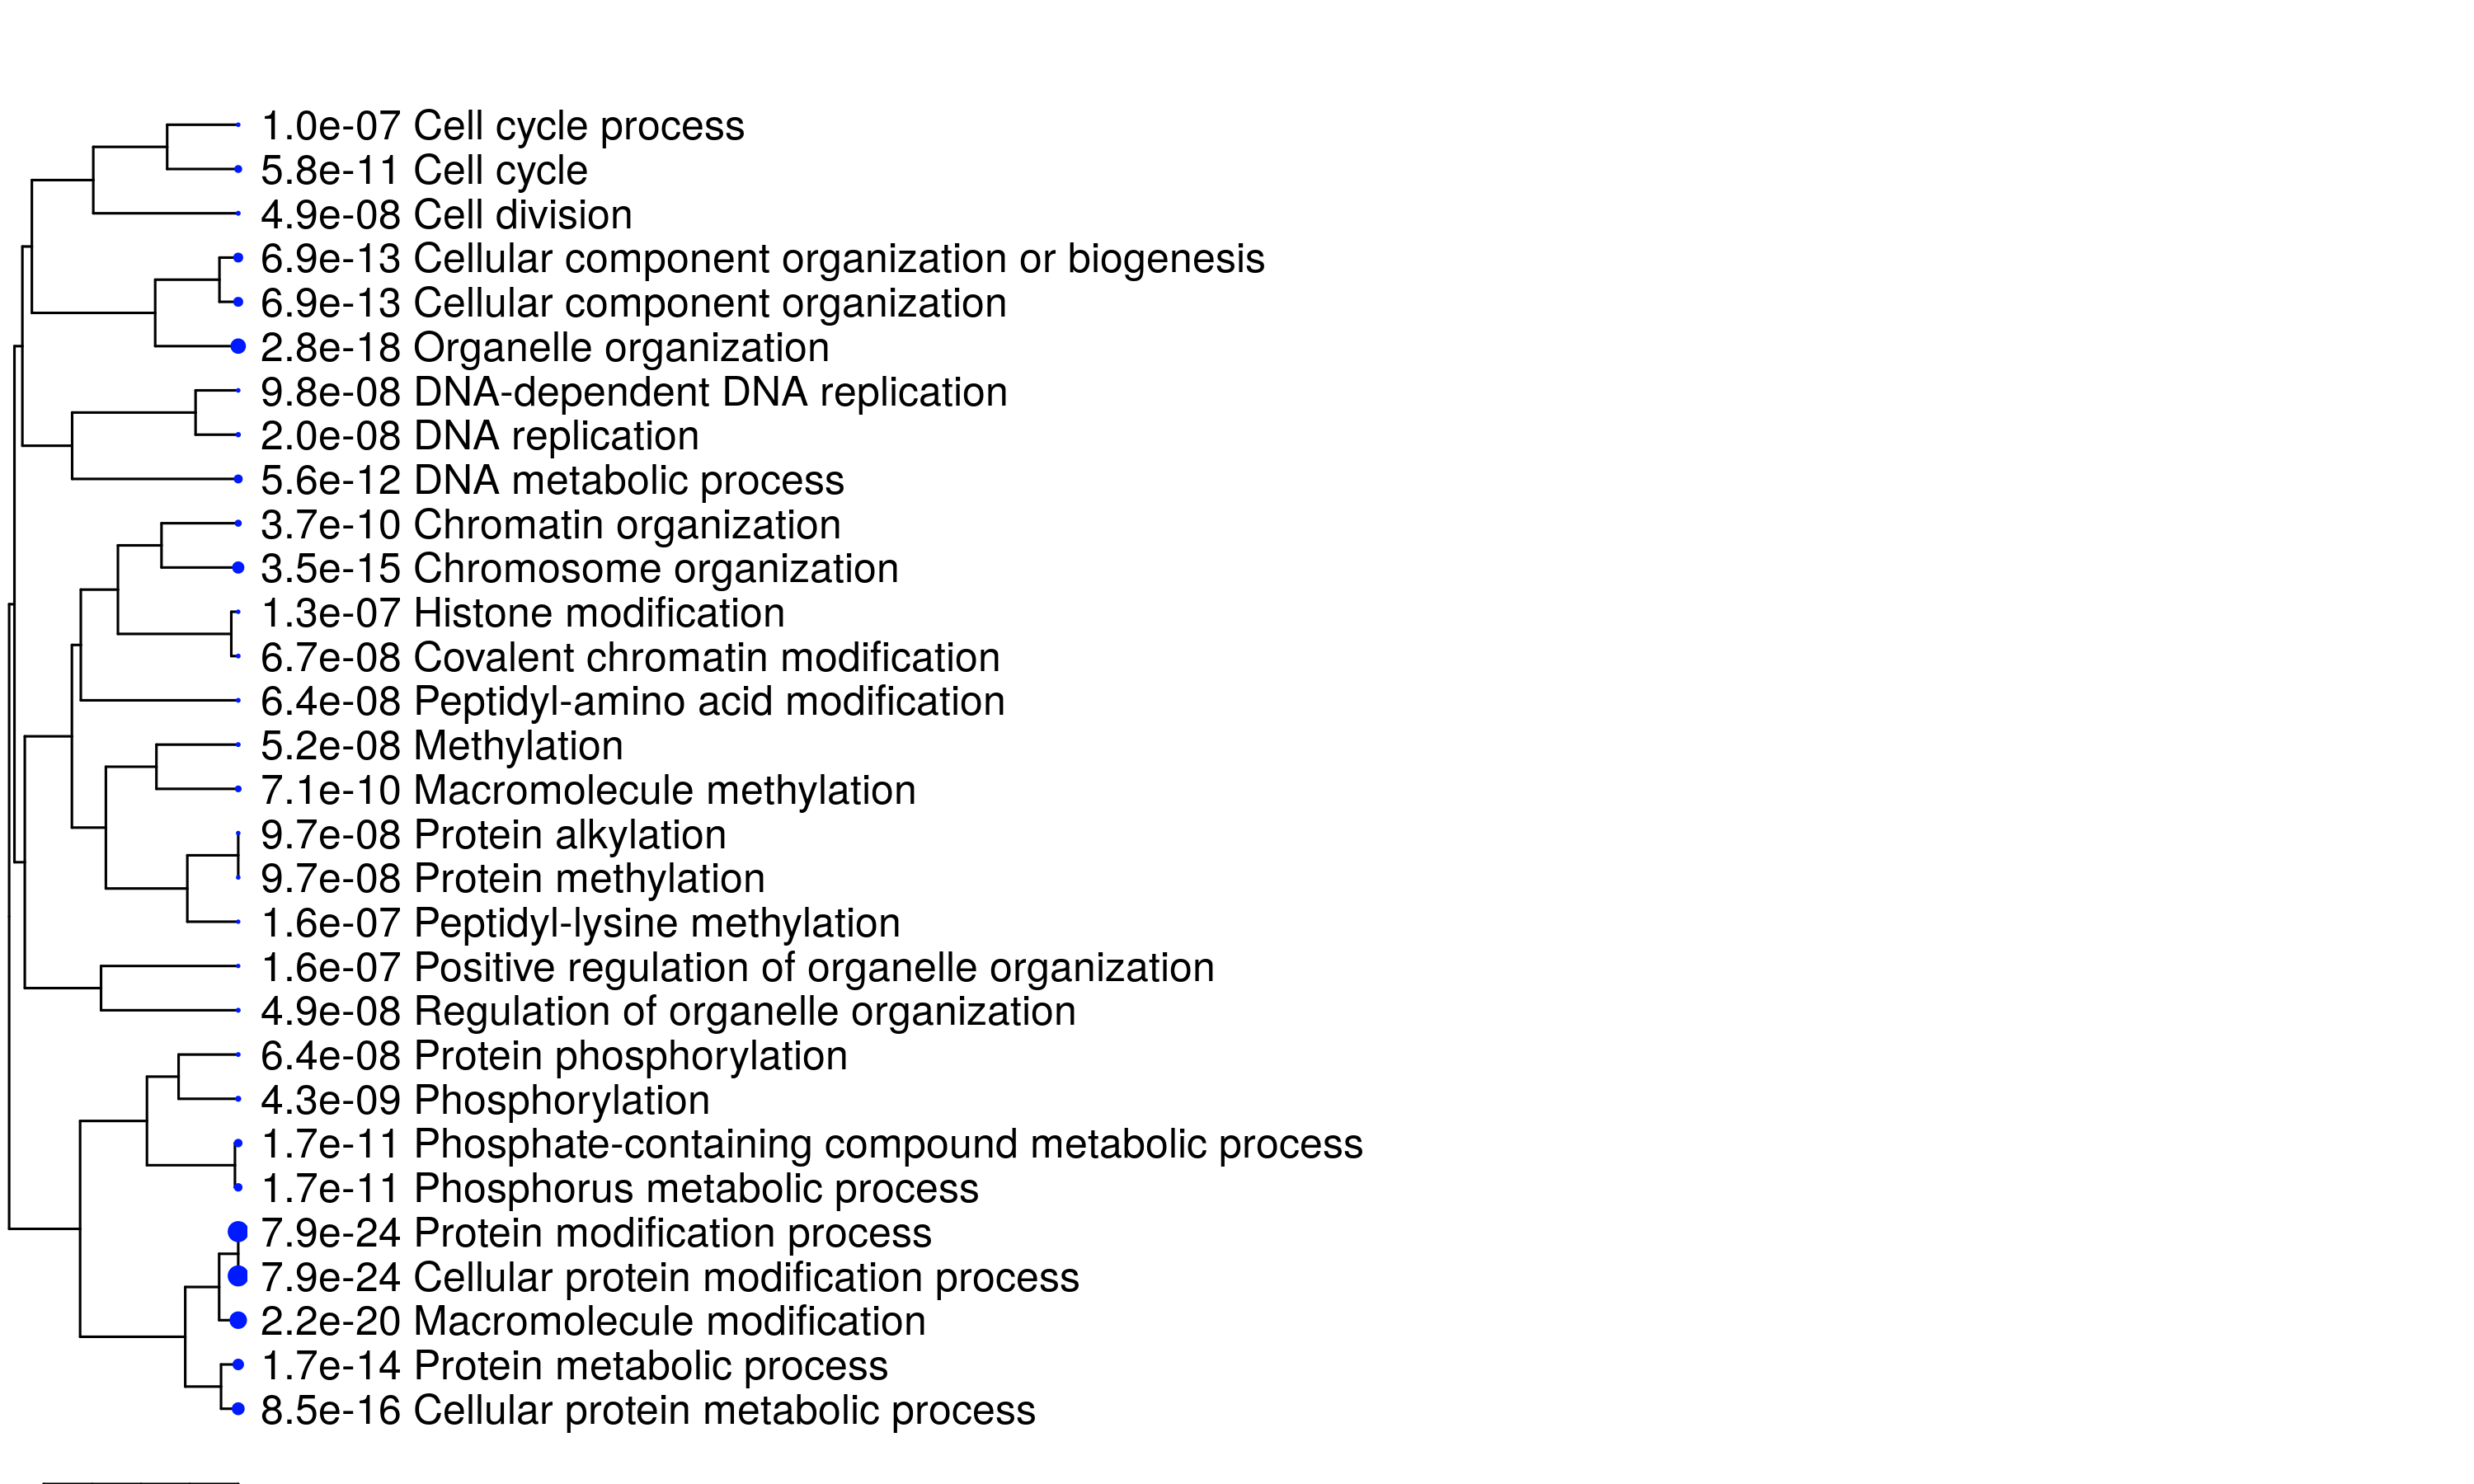 1.0e-07 Cell cycle process
5.8e-11 Cell cycle
4.9e-08 Cell division
6.9e-13 Cellular component organization or biogenesis
6.9e-13 Cellular component organization
2.8e-18 Organelle organization
9.8e-08 DNA-dependent DNA replication
2.0e-08 DNA replication
5.6e-12 DNA metabolic process
3.7e-10 Chromatin organization
3.5e-15 Chromosome organization
1.3e-07 Histone modification
6.7e-08 Covalent chromatin modification
6.4e-08 Peptidyl-amino acid modification
5.2e-08 Methylation
7.1e-10 Macromolecule methylation
9.7e-08 Protein alkylation
9.7e-08 Protein methylation
1.6e-07 Peptidyl-lysine methylation
1.6e-07 Positive regulation of organelle organization
4.9e-08 Regulation of organelle organization
6.4e-08 Protein phosphorylation
4.3e-09 Phosphorylation
1.7e-11 Phosphate-containing compound metabolic process
1.7e-11 Phosphorus metabolic process
7.9e-24 Protein modification process
7.9e-24 Cellular protein modification process
2.2e-20 Macromolecule modification
1.7e-14 Protein metabolic process
8.5e-16 Cellular protein metabolic process